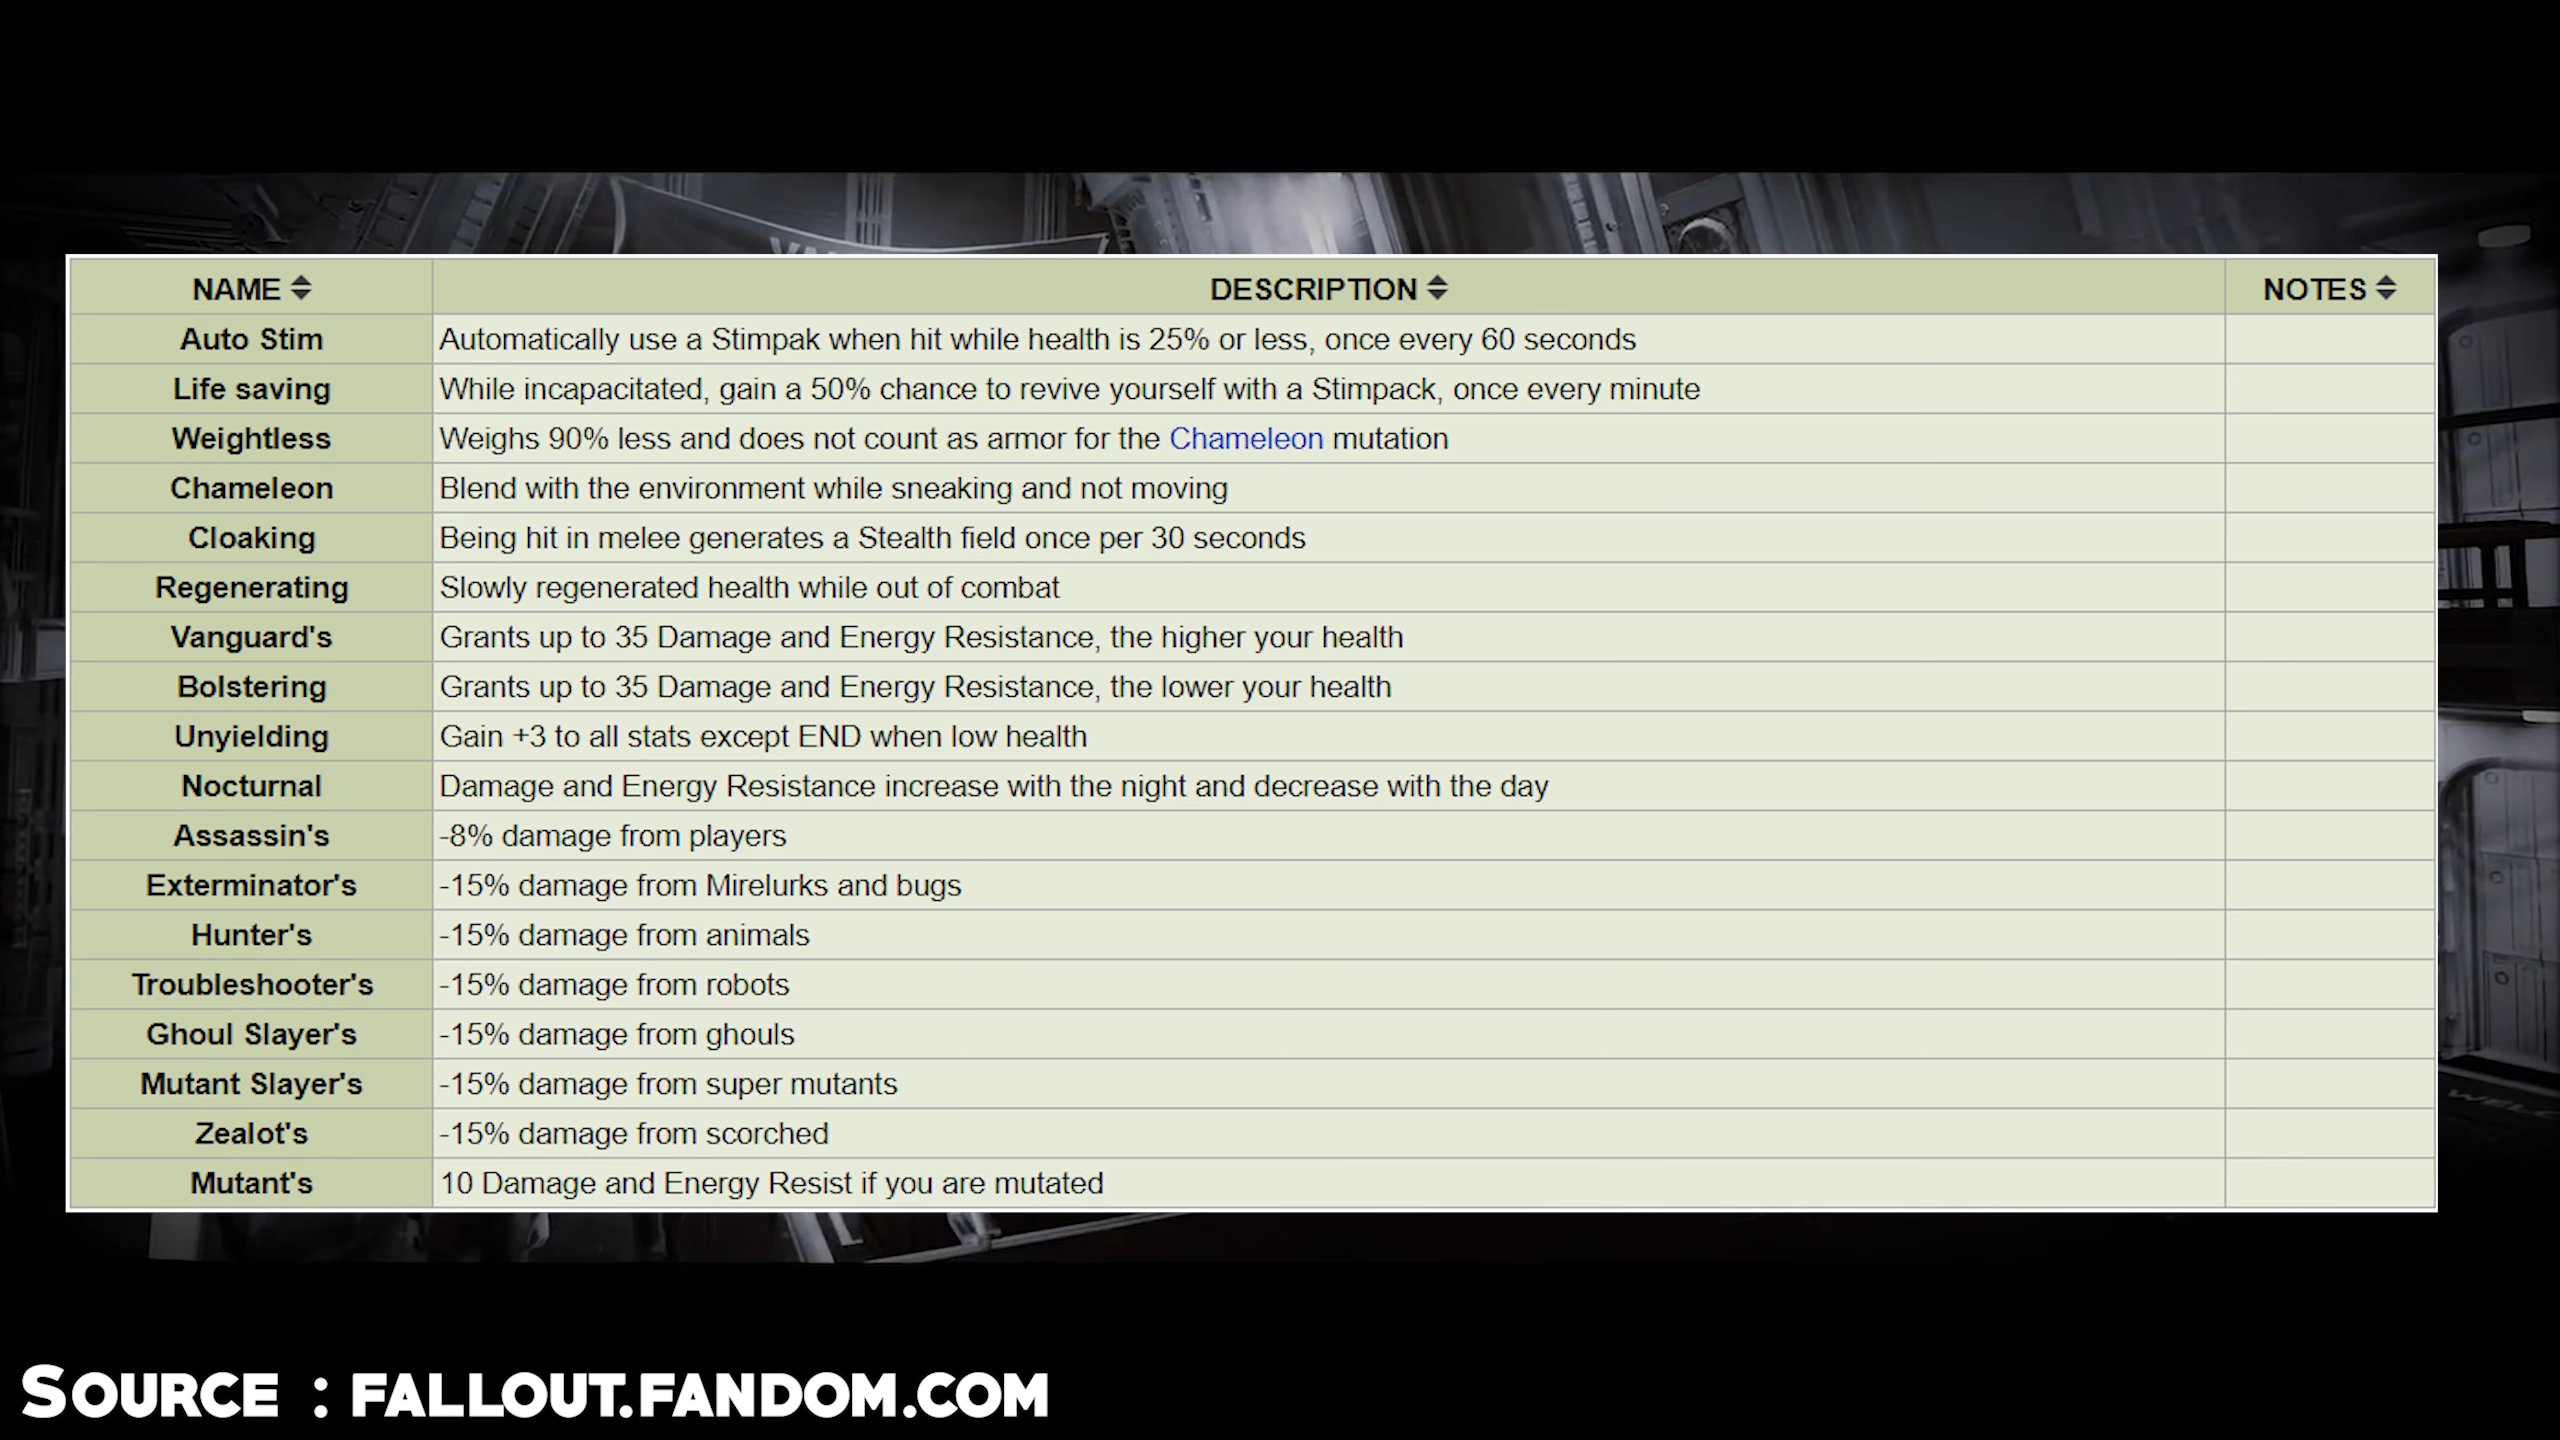 NAME DESCRIPTION NOTES
Auto Stim Automatically use a Stimpak when hit while health is 25% or less, once every 60 seconds
Life saving While incapacitated, gain a 50% chance to revive yourself with a Stimpack, once every minute
Weightless Weighs 90% less and does not count as armor for the Chameleon mutation
Chameleon Blend with the environment while sneaking and not moving
Cloaking Being hit in melee generates a Stealth field once per 30 seconds
Regenerating Slowly regenerated health while out of combat
Vanguard's Grants up to 35 Damage and Energy Resistance, the higher your health
Bolstering Grants up to 35 Damage and Energy Resistance, the lower your health
Unyielding Gain +3 to all stats except END when low health
Nocturnal Damage and Energy Resistance increase with the night and decrease with the day
Assassin's -8% damage from players
Exterminator's -15% damage from Mirelurks and bugs
Hunter's -15% damage from animals
Troubleshooter's -15% damage from robots
Ghoul Slayer's -15% damage from ghouls
Mutant Slayer's -15% damage from super mutants
Zealot's -15% damage from scorched
Mutant's 10 Damage and Energy Resist if you are mutated
SOURCE : FALLOUT.FANDOM.COM